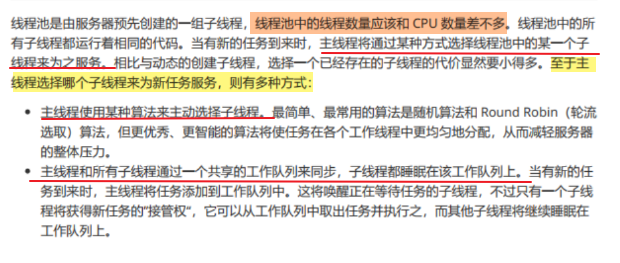 线程池是由服务器预先创建的一组子线程，线程池中的线程数量应该和 CPU 数量差不多。线程池中的所
有子线程都运行着相同的代码。当有新的任务到来时，主线程将通过某种方式选择线程池中的某一个子
线程来为之服务。相比与动态的创建子线程，选择一个已经存在的子线程的代价显然要小得多。至于主
线程选择哪个子线程来为新任务服务，则有多种方式：
• 主线程使用某种算法来主动选择子线程。最简单、最常用的算法是随机算法和 Round Robin（轮流
选取）算法，但更优秀、更智能的算法将使任务在各个工作线程中更均匀地分配，从而减轻服务器
的整体压力。
• 主线程和所有子线程通过一个共享的工作队列来同步，子线程都睡眠在该工作队列上。当有新的任
务到来时，主线程将任务添加到工作队列中。这将唤醒正在等待任务的子线程，不过只有一个子线
程将获得新任务的“接管权”，它可以从工作队列中取出任务并执行之，而其他子线程将继续睡眠在
工作队列上。